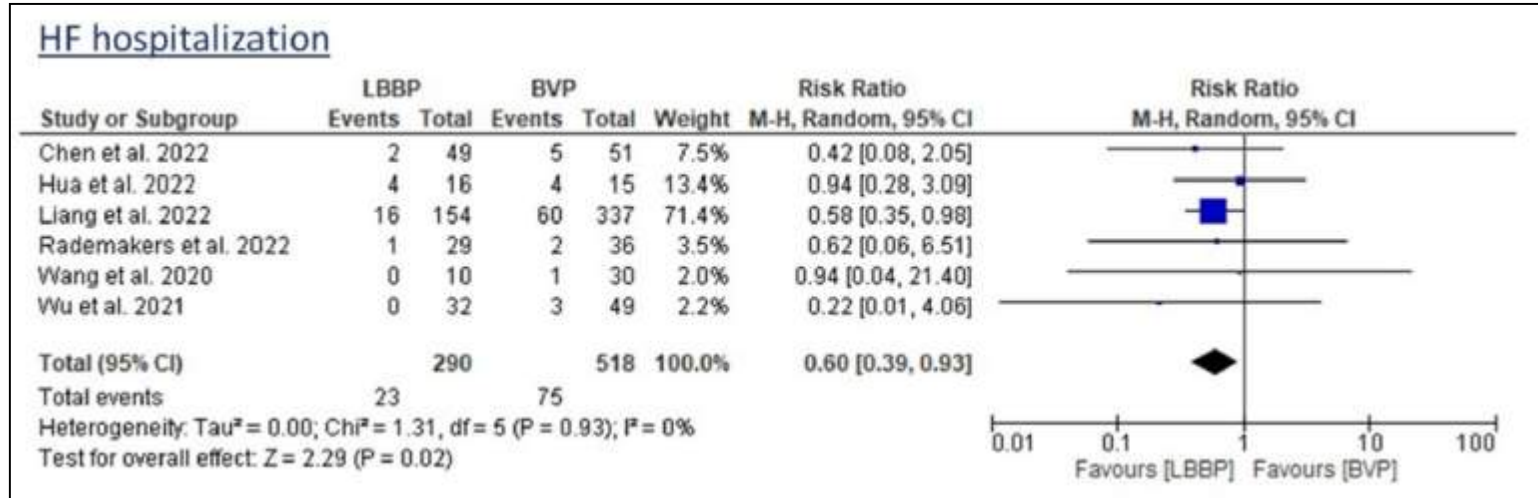 HF hospitalization
LBBP BVP Risk Ratio Risk Ratio
Study or Subgroup Events Total Events Total Weight M-H, Random, 95% CI M-H, Random, 95% CI
Chen et al. 2022 2 49 5 51 7.5% 0.42 [0.08, 2.05]
Hua et al. 2022 4 16 4 15 13.4% 0.94 [0.28, 3.09]
Liang et al. 2022 16 154 60 337 71.4% 0.58 [0.35, 0.98]
Rademakers et al. 2022 1 29 2 36 3.5% 0.62 [0.06, 6.51]
Wang et al. 2020 0 10 1 30 2.0% 0.94 [0.04, 21.40]
Wu et al. 2021 0 32 3 49 2.2% 0.22 [0.01, 4.06]
Total (95% CI) 290 518 100.0% 0.60 [0.39, 0.93]
Total events 23 75
Heterogeneity: Tau² = 0.00; Chi² = 1.31, df = 5 (P = 0.93); I² = 0%
Test for overall effect: Z = 2.29 (P = 0.02)
0.01 0.1 1 10 100
Favours [LBBP] Favours [BVP]